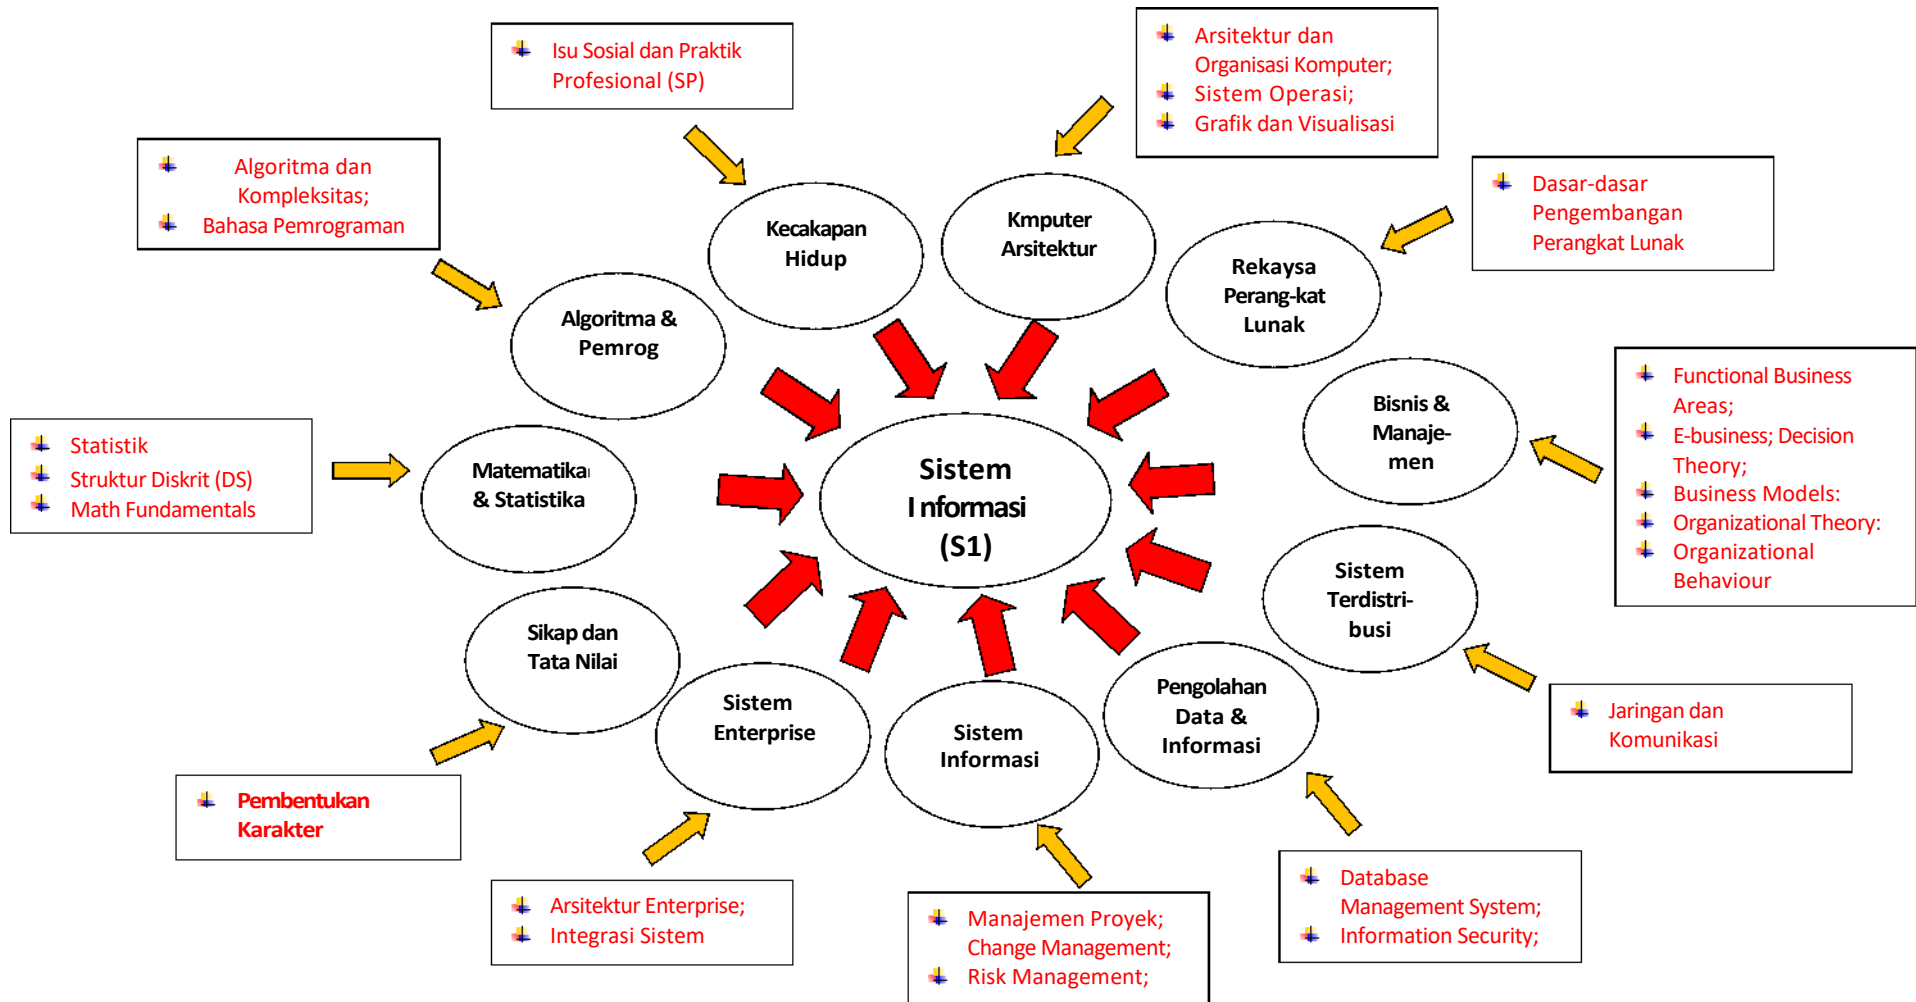 Isu Sosial dan Praktik
Profesional (SP)
Arsitektur dan
Organisasi Komputer;
Sistem Operasi;
Grafik dan Visualisasi
Algoritma dan
Kompleksitas;
Bahasa Pemrograman
Dasar-dasar
Pengembangan
Perangkat Lunak
Kecakapan
Hidup
Kmputer
Arsitektur
Rekaysa
Perang-kat
Lunak
Algoritma &
Pemrog
Bisnis &
Manaje-
men
Functional Business
Areas;
E-business; Decision
Theory;
Business Models:
Organizational Theory:
Organizational
Behaviour
Statistik
Struktur Diskrit (DS)
Math Fundamentals
Matematika
& Statistika
Sistem
Informasi
(S1)
Sistem
Terdistri-
busi
Sikap dan
Tata Nilai
Sistem
Enterprise
Sistem
Informasi
Pengolahan
Data &
Informasi
Jaringan dan
Komunikasi
Pembentukan
Karakter
Arsitektur Enterprise;
Integrasi Sistem
Manajemen Proyek;
Change Management;
Risk Management;
Database
Management System;
Information Security;